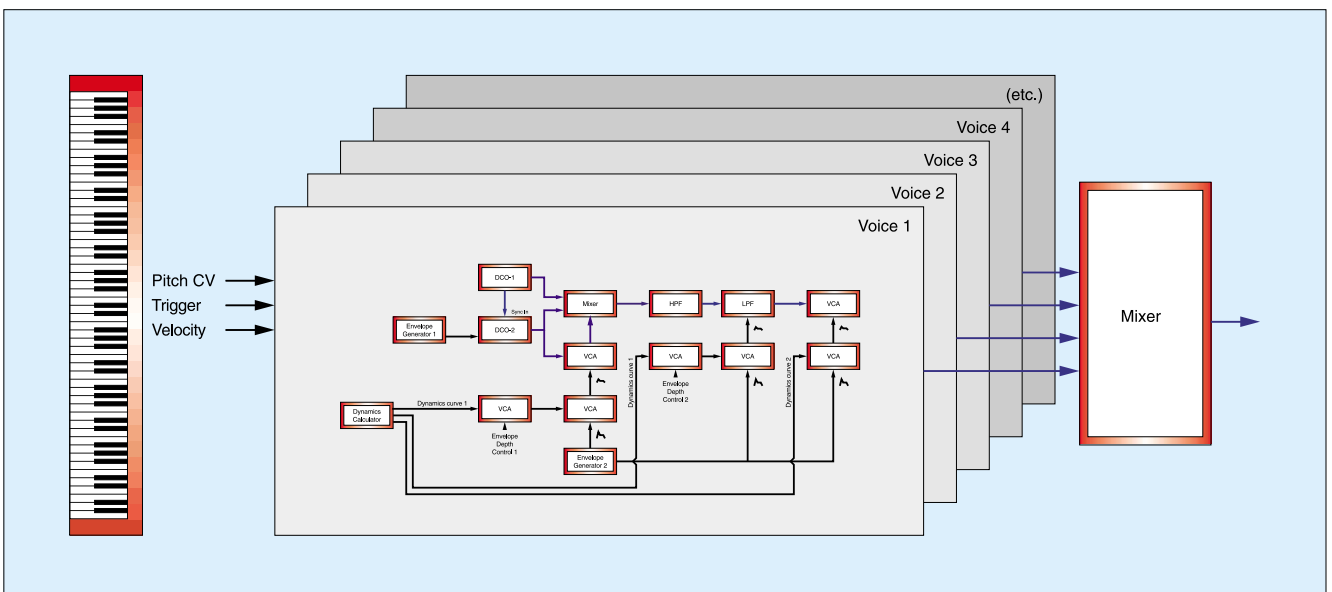 (etc.)
Voice 4
Voice 3
Voice 2
Voice 1
Pitch CV
Trigger
Velocity
DCO-1
Sync In
Mixer
HPF
LPF
VCA
Envelope
Generator 1
DCO-2
VCA
Dynamics curve 1
VCA
Envelope
Depth
Control 2
VCA
Dynamics curve 2
VCA
Dynamics
Calculator
Dynamics curve 1
VCA
Envelope
Depth
Control 1
VCA
Envelope
Generator 2
Mixer